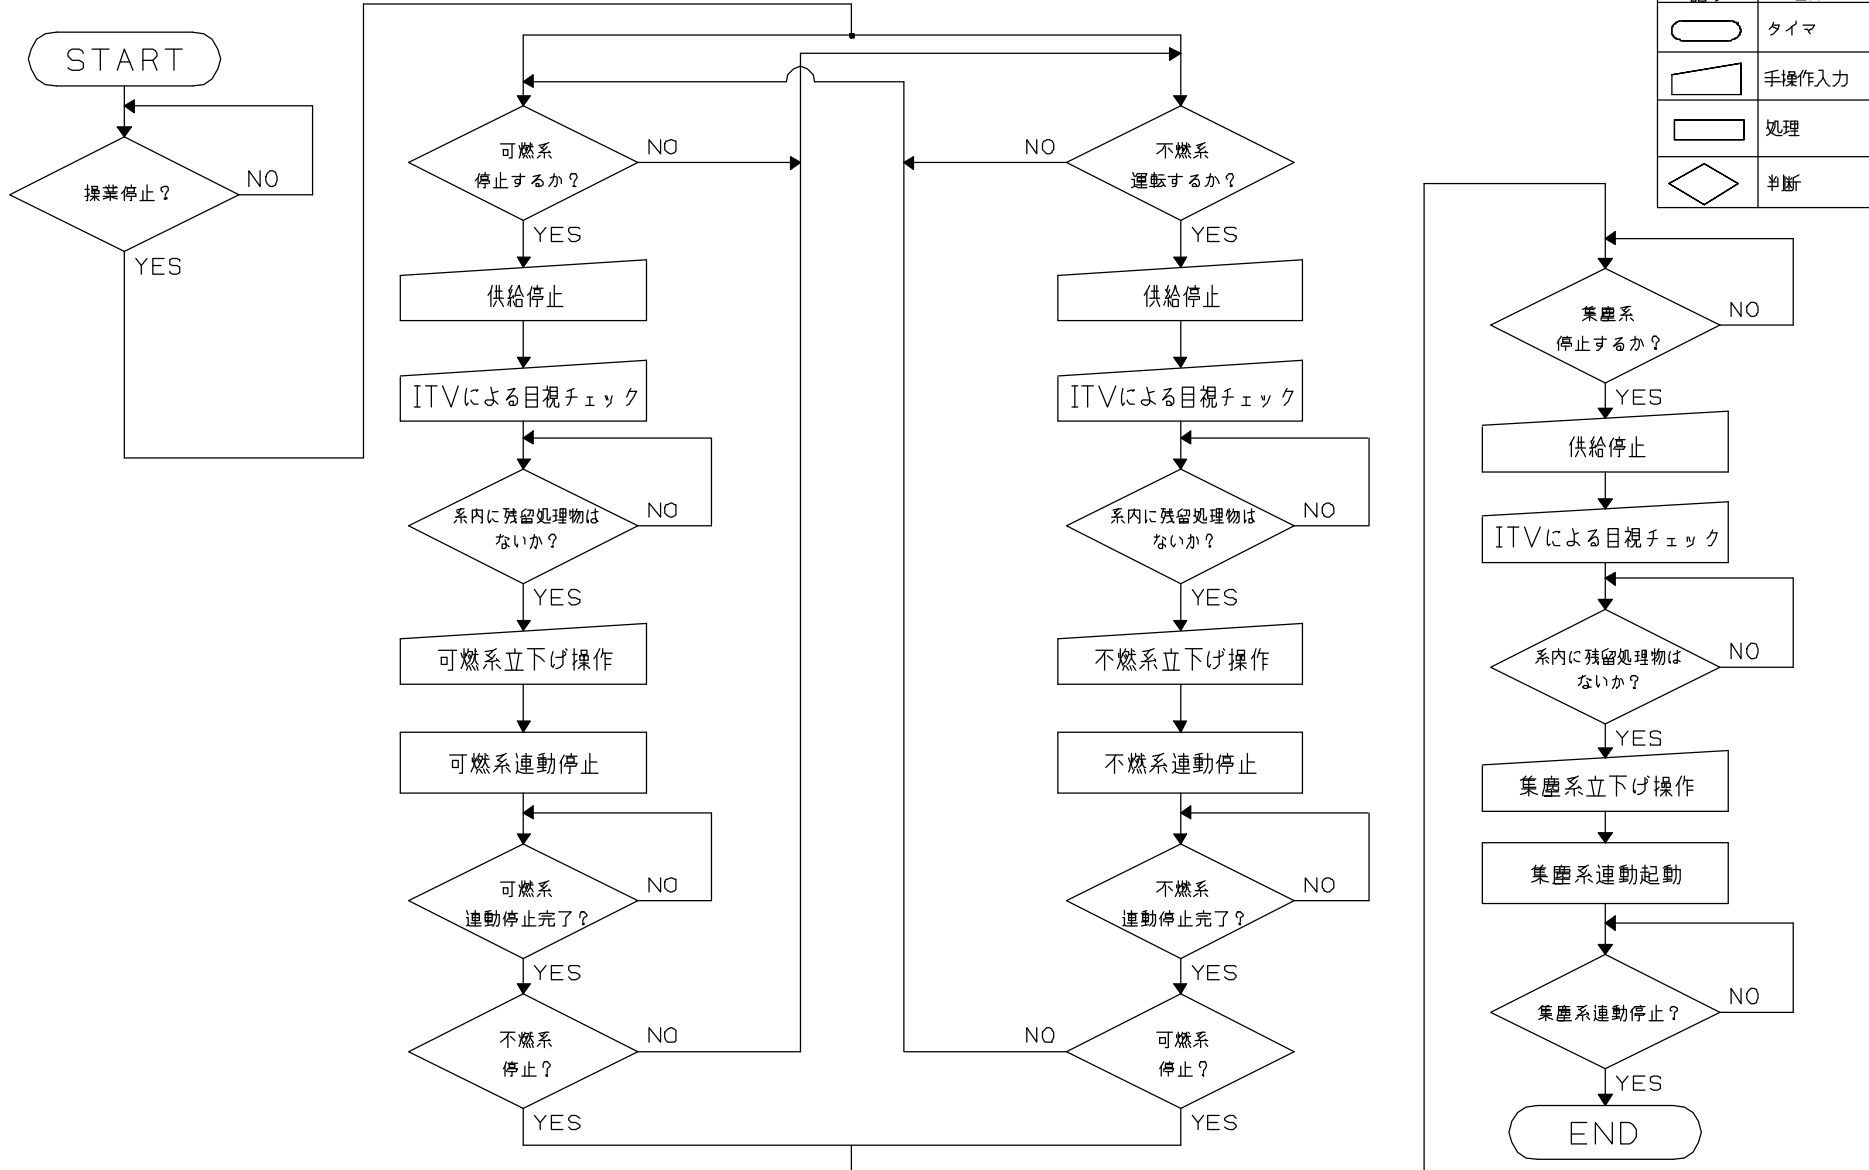 START
操業停止?
NO
YES
可燃系
停止するか?
NO
YES
供給停止
ITVによる目視チェック
系内に残留処理物は
ないか?
NO
YES
可燃系立下げ操作
可燃系連動停止
可燃系
連動停止完了?
NO
YES
不燃系
停止?
NO
YES
不燃系
運転するか?
NO
YES
供給停止
ITVによる目視チェック
系内に残留処理物は
ないか?
NO
YES
不燃系立下げ操作
不燃系連動停止
不燃系
連動停止完了?
NO
YES
可燃系
停止?
NO
YES
タイマ
手操作入力
処理
判断
集塵系
停止するか?
NO
YES
供給停止
ITVによる目視チェック
系内に残留処理物は
ないか?
NO
YES
集塵系立下げ操作
集塵系連動起動
集塵系連動停止?
NO
YES
END